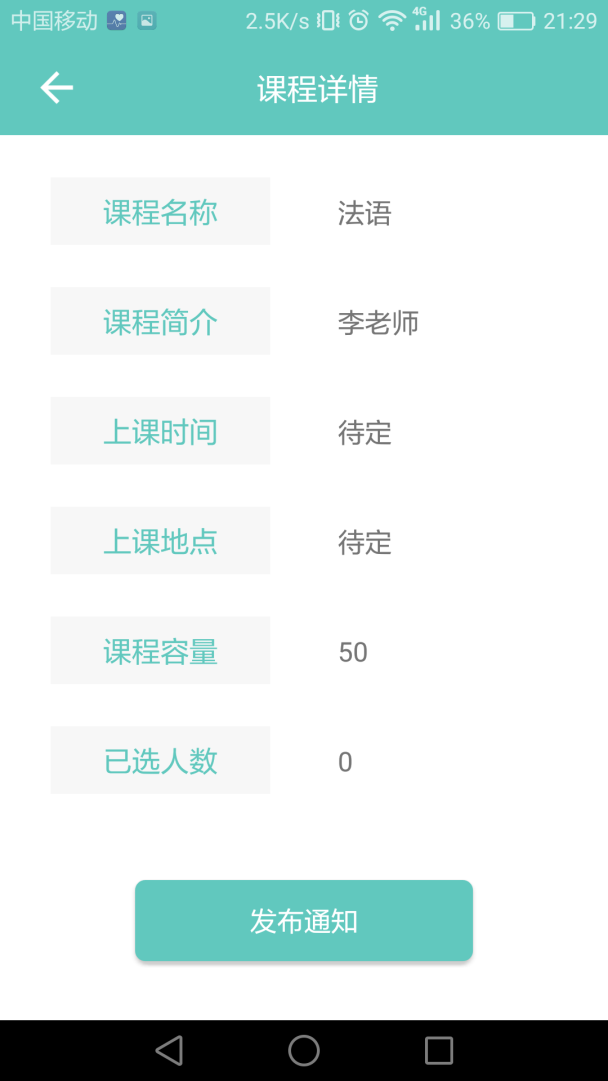 中国移动 2.5K/s 4G 36% 21:29
课程详情
课程名称 法语
课程简介 李老师
上课时间 待定
上课地点 待定
课程容量 50
已选人数 0
发布通知